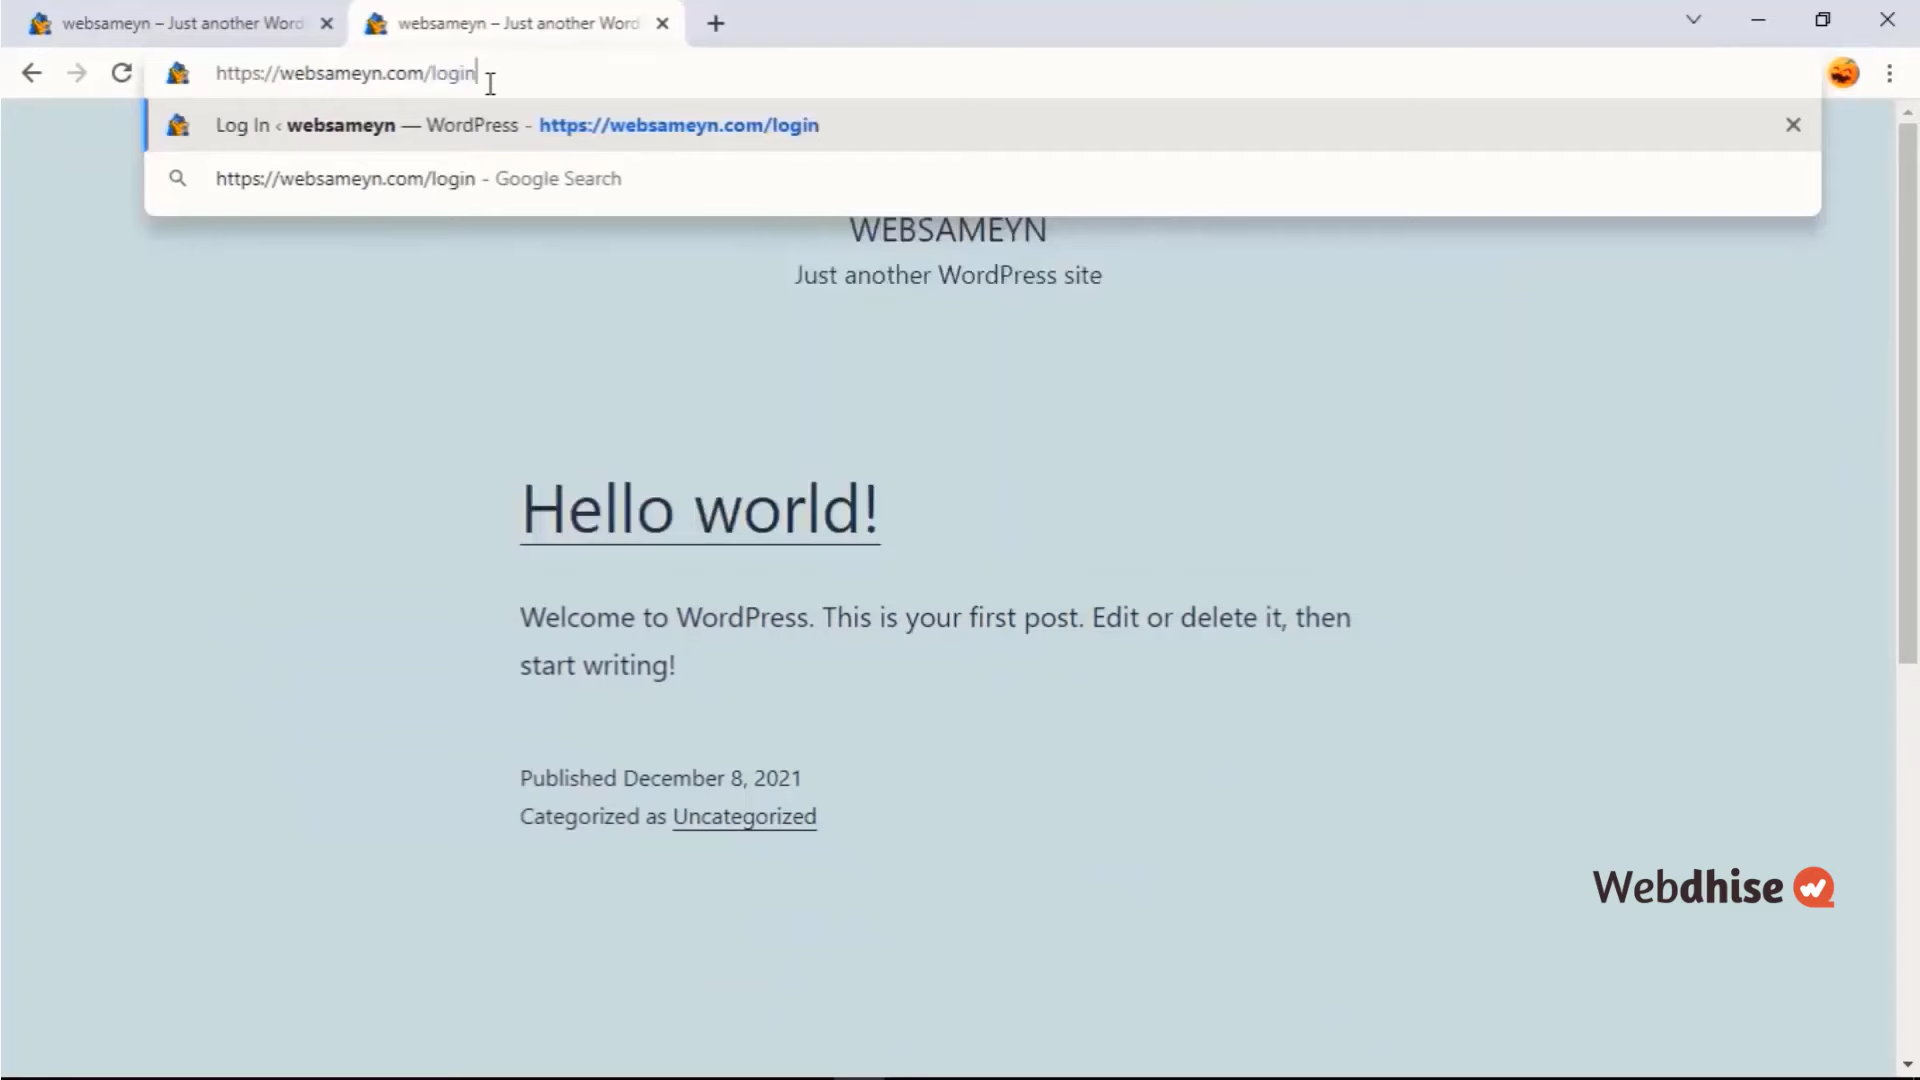 websameyn – Just another Word
websameyn – Just another Word
https://websameyn.com/login
Log In ‹ websameyn — WordPress - https://websameyn.com/login
https://websameyn.com/login - Google Search
WEBSAMEYN
Just another WordPress site
Hello world!
Welcome to WordPress. This is your first post. Edit or delete it, then
start writing!
Published December 8, 2021
Categorized as Uncategorized
Webdhise